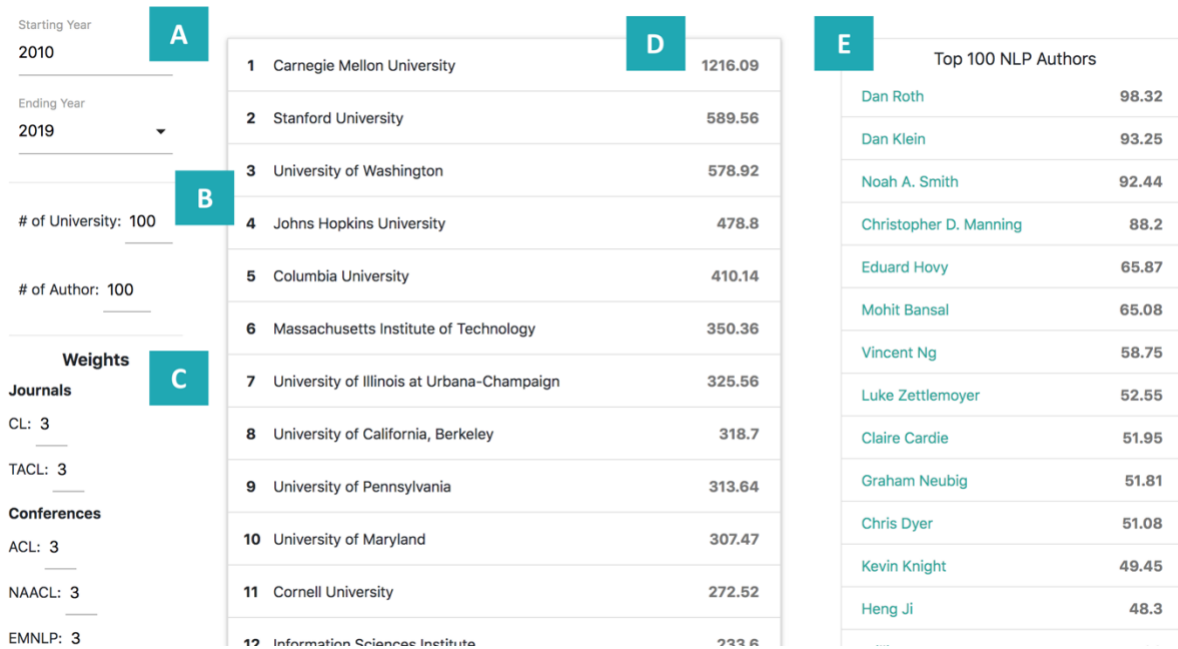 Starting Year
A
2010
Ending Year
2019
B
# of University: 100
# of Author: 100
Weights
C
Journals
CL: 3
TACL: 3
Conferences
ACL: 3
NAACL: 3
EMNLP: 3
D
1 Carnegie Mellon University 1216.09
2 Stanford University 589.56
3 University of Washington 578.92
4 Johns Hopkins University 478.8
5 Columbia University 410.14
6 Massachusetts Institute of Technology 350.36
7 University of Illinois at Urbana-Champaign 325.56
8 University of California, Berkeley 318.7
9 University of Pennsylvania 313.64
10 University of Maryland 307.47
11 Cornell University 272.52
12 Information Sciences Institute 233.6
E
Top 100 NLP Authors
Dan Roth 98.32
Dan Klein 93.25
Noah A. Smith 92.44
Christopher D. Manning 88.2
Eduard Hovy 65.87
Mohit Bansal 65.08
Vincent Ng 58.75
Luke Zettlemoyer 52.55
Claire Cardie 51.95
Graham Neubig 51.81
Chris Dyer 51.08
Kevin Knight 49.45
Heng Ji 48.3